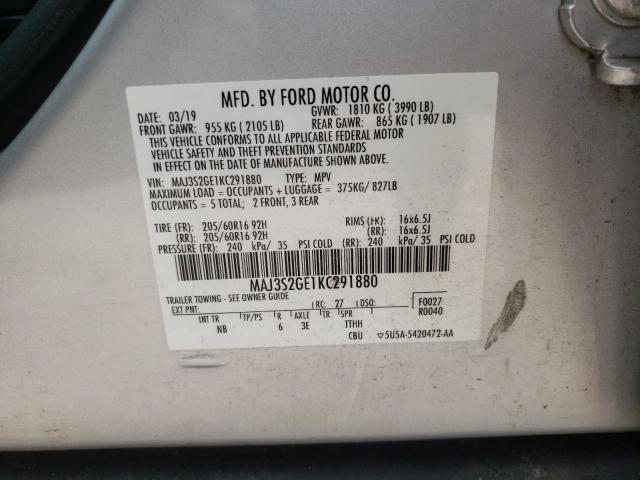 MFD. BY FORD MOTOR CO.
DATE: 03/19 GVWR: 1810 KG ( 3990 LB)
FRONT GAWR: 955 KG ( 2105 LB) REAR GAWR: 865 KG ( 1907 LB)
THIS VEHICLE CONFORMS TO ALL APPLICABLE FEDERAL MOTOR
VEHICLE SAFETY AND THEFT PREVENTION STANDARDS
IN EFFECT ON THE DATE OF MANUFACTURE SHOWN ABOVE.
VIN: MAJ3S2GE1KC291880 TYPE: MPV
MAXIMUM LOAD = OCCUPANTS + LUGGAGE = 375KG/ 827LB
OCCUPANTS = 5 TOTAL; 2 FRONT, 3 REAR
TIRE (FR): 205/60R16 92H RIMS (FR): 16x6.5J
(RR): 205/60R16 92H (RR): 16x6.5J
PRESSURE (FR): 240 kPa/ 35 PSI COLD (RR): 240 kPa/ 35 PSI COLD
MAJ3S2GE1KC291880
TRAILER TOWING - SEE OWNER GUIDE
EXT PNT: RC: 27 DSO: F0027
R0040
INT TR TP/PS R AXLE TR SPR
NB 6 3E TTHH
CBU ▽5U5A-5420472-AA